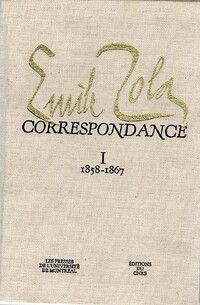 Emile Zola
CORRESPONDANCE
I
1858-1867
LES PRESSES ÉDITIONS
DE L'UNIVERSITÉ DU
DE MONTRÉAL CNRS